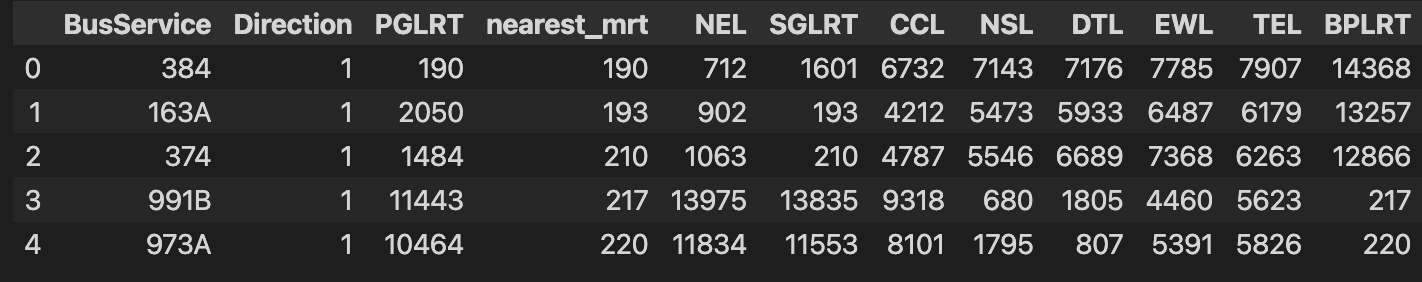 BusService Direction PGLRT nearest_mrt NEL SGLRT CCL NSL DTL EWL TEL BPLRT
0 384 1 190 190 712 1601 6732 7143 7176 7785 7907 14368
1 163A 1 2050 193 902 193 4212 5473 5933 6487 6179 13257
2 374 1 1484 210 1063 210 4787 5546 6689 7368 6263 12866
3 991B 1 11443 217 13975 13835 9318 680 1805 4460 5623 217
4 973A 1 10464 220 11834 11553 8101 1795 807 5391 5826 220